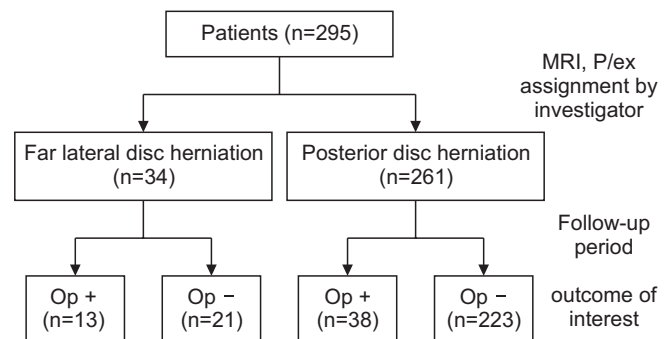 Patients (n=295)
MRI, P/ex
assignment by
investigator
Far lateral disc herniation
(n=34)
Posterior disc herniation
(n=261)
Follow-up
period
Op +
(n=13)
Op −
(n=21)
Op +
(n=38)
Op −
(n=223)
outcome of
interest